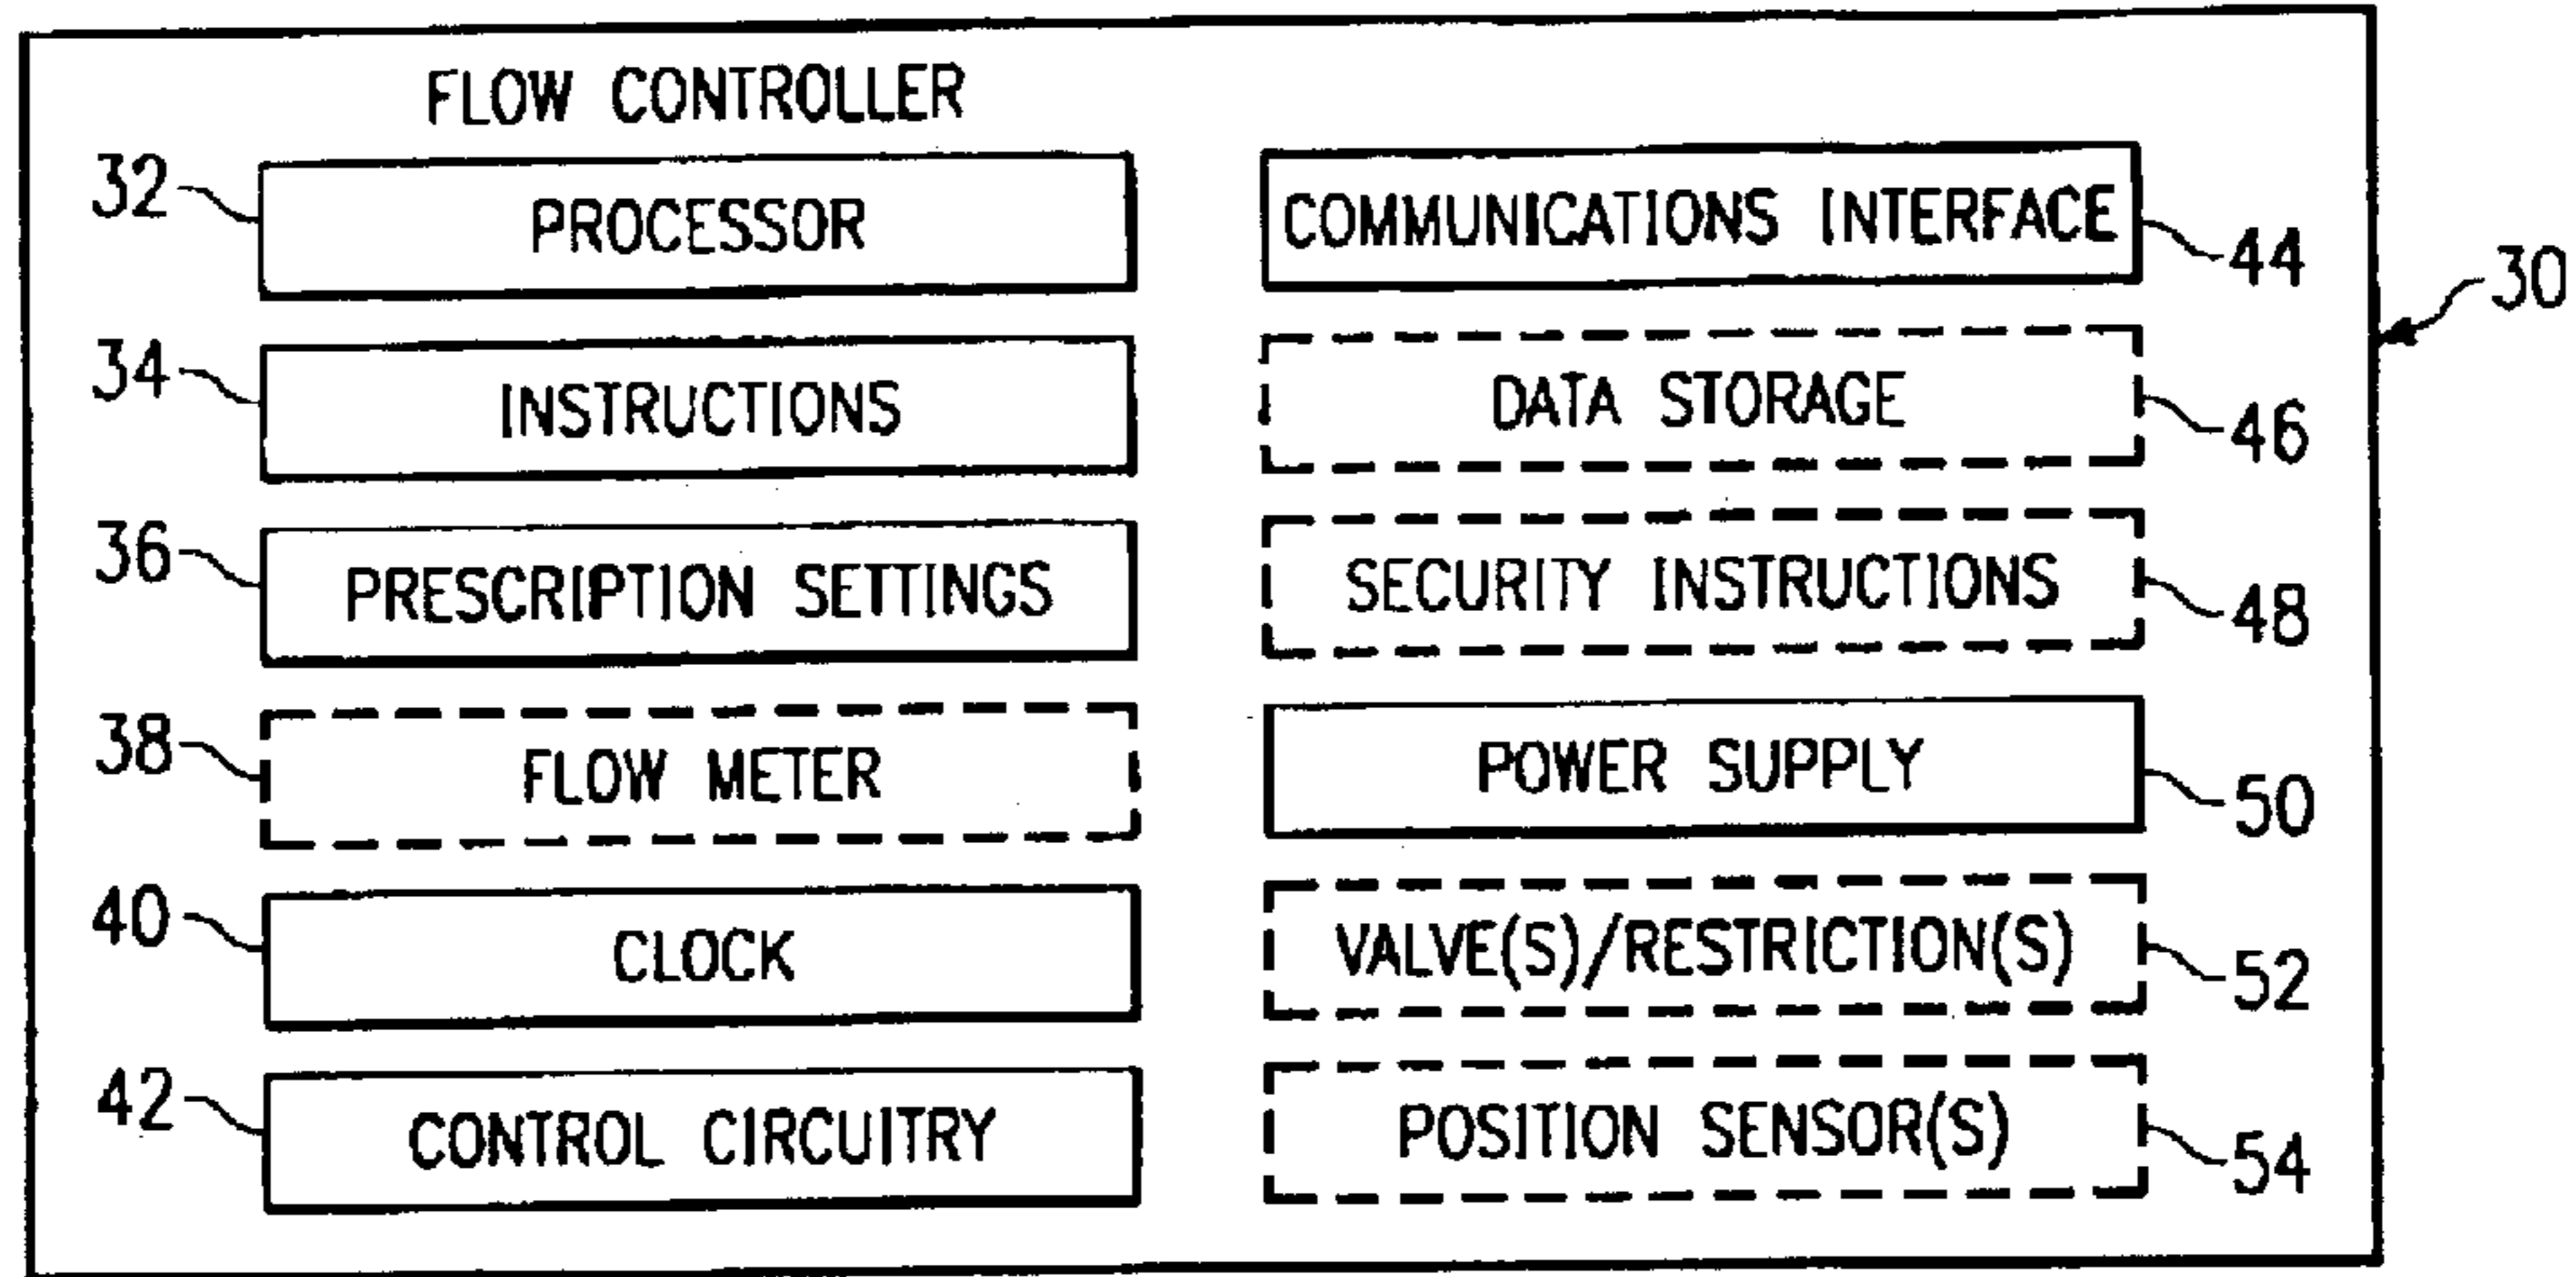 FLOW CONTROLLER
32
PROCESSOR
34
INSTRUCTIONS
36
PRESCRIPTION SETTINGS
38
FLOW METER
40
CLOCK
42
CONTROL CIRCUITRY
COMMUNICATIONS INTERFACE
44
30
DATA STORAGE
46
SECURITY INSTRUCTIONS
48
POWER SUPPLY
50
VALVE(S)/RESTRICTION(S)
52
POSITION SENSOR(S)
54